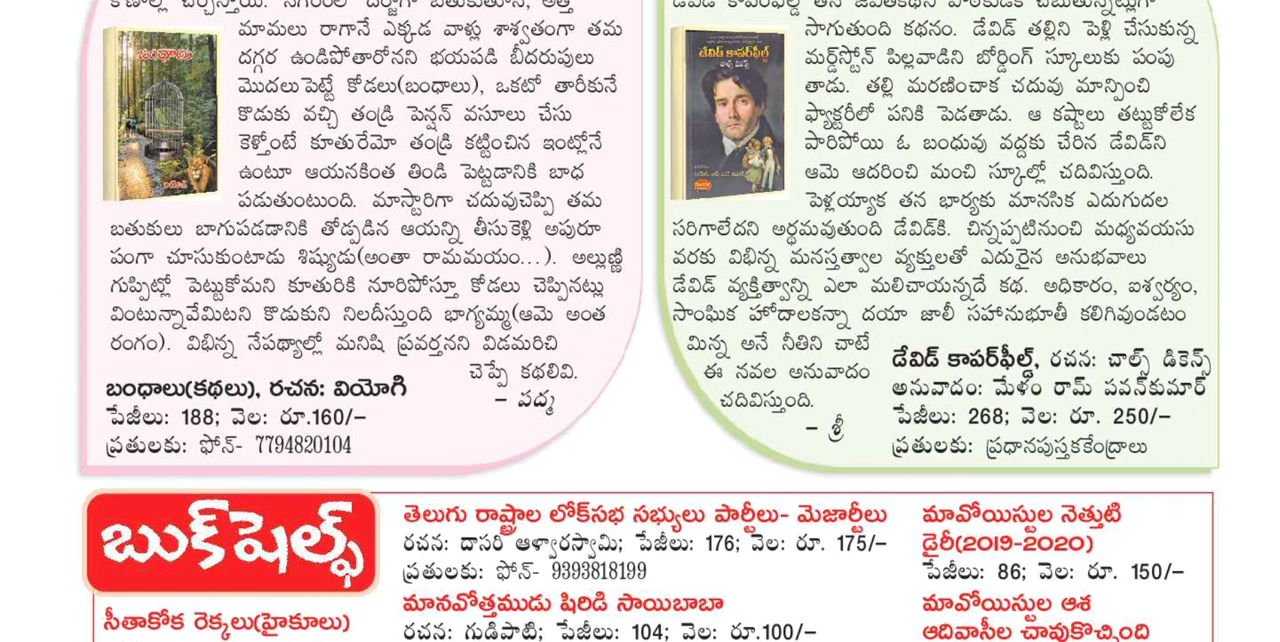 మామలు రాగానే ఎక్కడ వాళ్లు శాశ్వతంగా తమ
దగ్గర ఉండిపోతారోనని భయపడి బీదరుపులు
మొదలుపెట్టే కోడలు(బంధాలు), ఒకటో తారీకునే
కొడుకు వచ్చి తండ్రి పెన్షన్ వసూలు చేసు
కెళ్తోంటే కూతురేమో తండ్రి కట్టించిన ఇంట్లోనే
ఉంటూ ఆయనకింత తిండి పెట్టడానికి బాధ
పడుతుంటుంది. మాస్టారిగా చదువుచెప్పి తమ
బతుకులు బాగుపడడానికి తోడ్పడిన ఆయన్ని తీసుకెళ్లి అపురూ
పంగా చూసుకుంటాడు శిష్యుడు(అంతా రామమయం...). అల్లుణ్ణి
గుప్పిట్లో పెట్టుకోమని కూతురికి నూరిపోస్తూ కోడలు చెప్పినట్లు
వింటున్నావేమిటని కొడుకుని నిలదీస్తుంది భాగ్యమ్మ(ఆమె అంత
రంగం). విభిన్న నేపథ్యాల్లో మనిషి ప్రవర్తనని విడమరిచి
చెప్పే కథలివి.
– పద్మ
బంధాలు(కథలు), రచన: వియోగి
పేజీలు: 188; వెల: రూ.160/–
ప్రతులకు: ఫోన్- 7794820104
బంధాలు
డేవిడ్ కాపర్‌ఫీల్డ్ తన జీవితకథని పాఠకుడికి చెబుతున్నట్లుగా
సాగుతుంది కథనం. డేవిడ్ తల్లిని పెళ్లి చేసుకున్న
మర్డ్‌స్టోన్ పిల్లవాడిని బోర్డింగ్ స్కూలుకు పంపు
తాడు. తల్లి మరణించాక చదువు మాన్పించి
ఫ్యాక్టరీలో పనికి పెడతాడు. ఆ కష్టాలు తట్టుకోలేక
పారిపోయి ఓ బంధువు వద్దకు చేరిన డేవిడ్‌ని
ఆమె ఆదరించి మంచి స్కూల్లో చదివిస్తుంది.
పెళ్లయ్యాక తన భార్యకు మానసిక ఎదుగుదల
సరిగాలేదని అర్థమవుతుంది డేవిడ్‌కి. చిన్నప్పటినుంచి మధ్యవయసు
వరకు విభిన్న మనస్తత్వాల వ్యక్తులతో ఎదురైన అనుభవాలు
డేవిడ్ వ్యక్తిత్వాన్ని ఎలా మలిచాయన్నదే కథ. అధికారం, ఐశ్వర్యం,
సాంఘిక హోదాలకన్నా దయా జాలీ సహానుభూతీ కలిగివుండటం
మిన్న అనే నీతిని చాటే
ఈ నవల అనువాదం
చదివిస్తుంది.
– శ్రీ
డేవిడ్ కాపర్‌ఫీల్డ్, రచన: చాల్స్ డికెన్స్
అనువాదం: మేళం రామ్ పవన్‌కుమార్
పేజీలు: 268; వెల: రూ. 250/–
ప్రతులకు: ప్రధానపుస్తకకేంద్రాలు
డేవిడ్ కాపర్‌ఫీల్డ్
బుక్‌షెల్ఫ్
సీతాకోక రెక్కలు(హైకూలు)
తెలుగు రాష్ట్రాల లోక్‌సభ సభ్యులు పార్టీలు- మెజార్టీలు
రచన: దాసరి ఆళ్వారస్వామి; పేజీలు: 176; వెల: రూ. 175/–
ప్రతులకు: ఫోన్- 9393818199
మానవోత్తముడు షిరిడి సాయిబాబా
రచన: గుడిపాటి; పేజీలు: 104; వెల: రూ.100/–
మావోయిస్టుల నెత్తుటి
డైరీ(2019-2020)
పేజీలు: 86; వెల: రూ. 150/–
మావోయిస్టుల ఆశ
ఆదివాసీల చావుకొచ్చింది